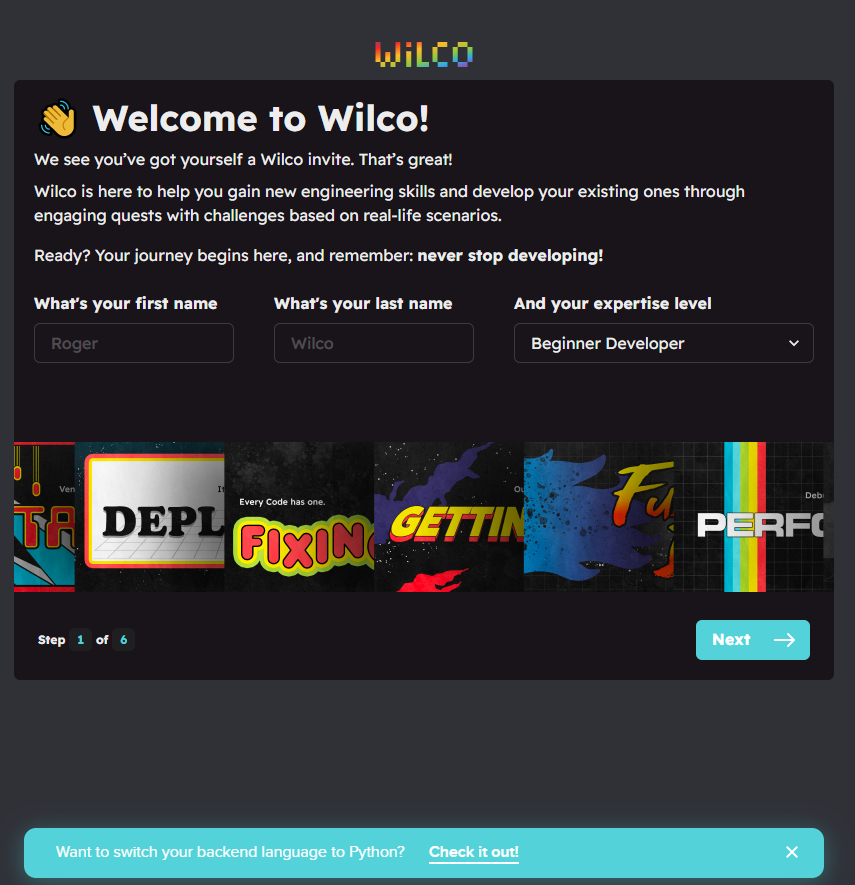 WiLCO
Welcome to Wilco!
We see you’ve got yourself a Wilco invite. That’s great!
Wilco is here to help you gain new engineering skills and develop your existing ones through
engaging quests with challenges based on real-life scenarios.
Ready? Your journey begins here, and remember: never stop developing!
What's your first name
What's your last name
And your expertise level
Roger
Wilco
Beginner Developer
Ven
TA
DEPL
Every Code has one.
FIXING
GETTIN
Fu
Debu
PERFO
Step 1 of 6
Next
Want to switch your backend language to Python? Check it out!